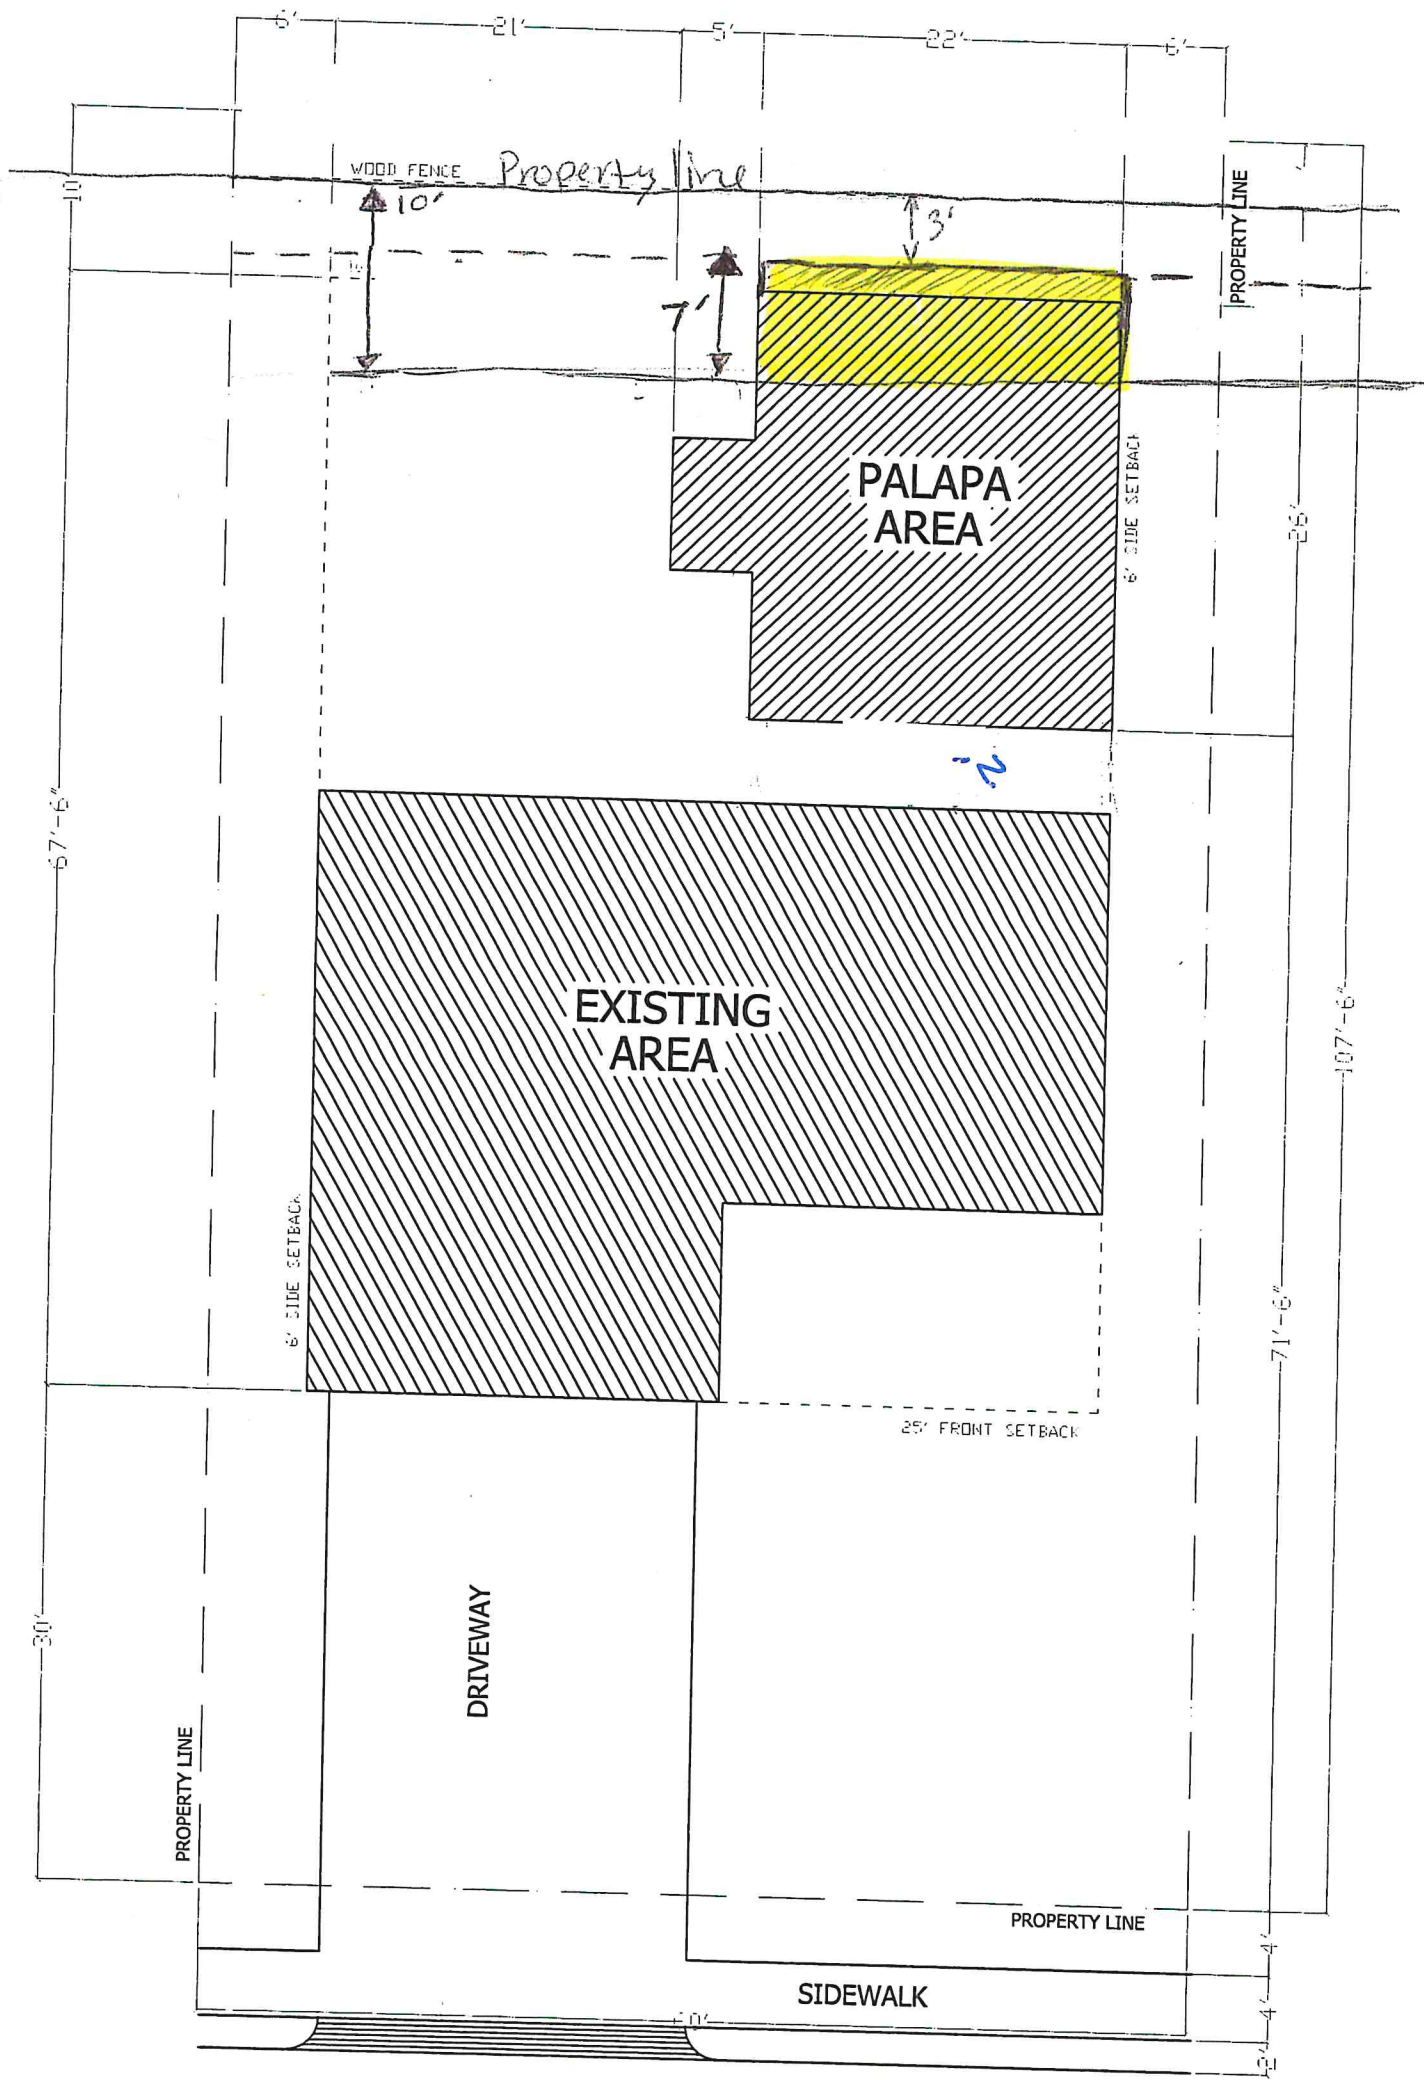 6'
21'
5'
22'
6'
WOOD FENCE
Property line
10
10'
3'
7'
PROPERTY LINE
PALAPA
AREA
6' SIDE SETBACK
26'
67'-6"
EXISTING
AREA
107'-6"
6' SIDE SETBACK
71'-6"
25' FRONT SETBACK
30'
DRIVEWAY
PROPERTY LINE
PROPERTY LINE
4'
SIDEWALK
4'
2'